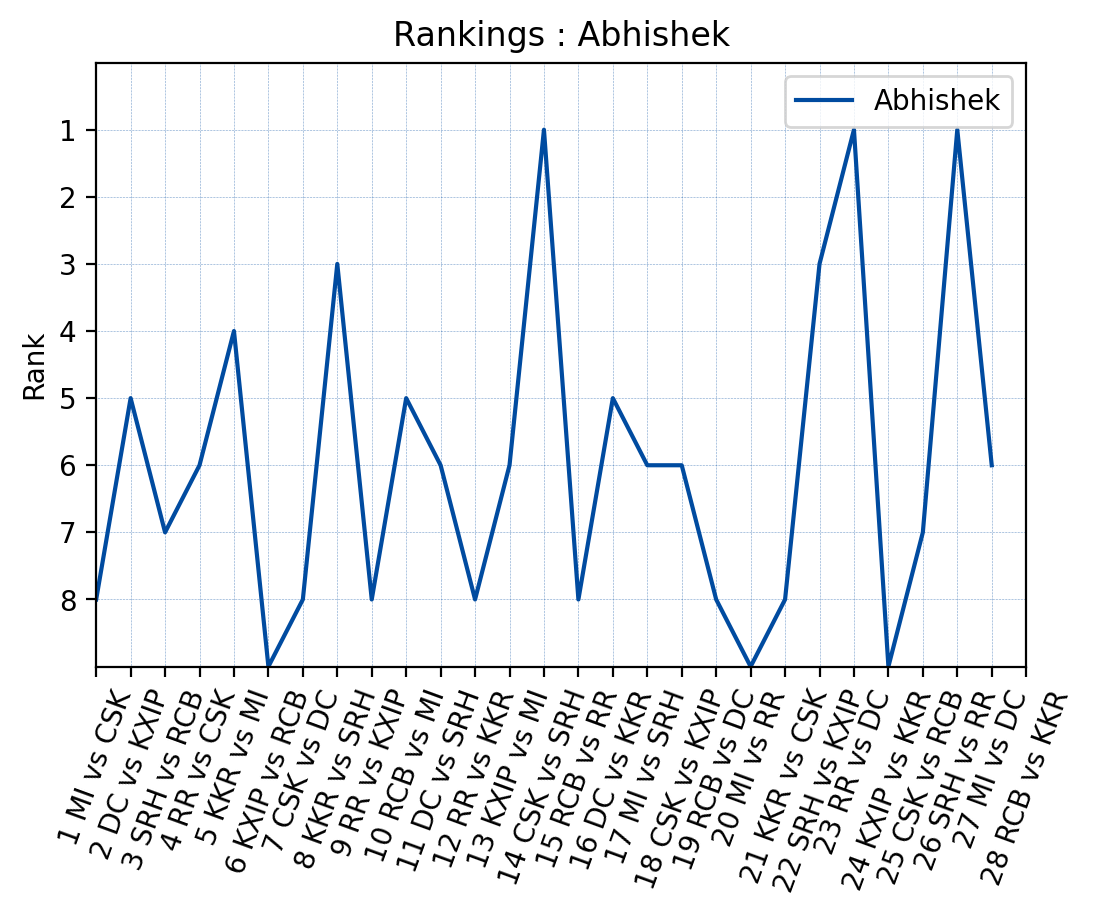 Rankings : Abhishek
Abhishek
Rank
1
2
3
4
5
6
7
8
1 MI vs CSK
2 DC vs KXIP
3 SRH vs RCB
4 RR vs CSK
5 KKR vs MI
6 KXIP vs RCB
7 CSK vs DC
8 KKR vs SRH
9 RR vs KXIP
10 RCB vs MI
11 DC vs SRH
12 RR vs KKR
13 KXIP vs MI
14 CSK vs SRH
15 RCB vs RR
16 DC vs KKR
17 MI vs SRH
18 CSK vs KXIP
19 RCB vs DC
20 MI vs RR
21 KKR vs CSK
22 SRH vs KXIP
23 RR vs DC
24 KXIP vs KKR
25 CSK vs RCB
26 SRH vs RR
27 MI vs DC
28 RCB vs KKR